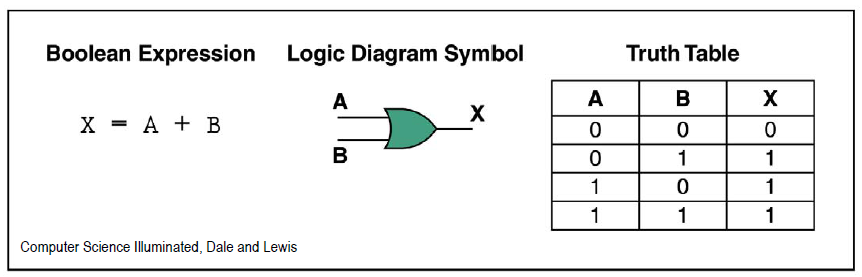 Boolean Expression
X = A + B
Logic Diagram Symbol
A
X
B
Truth Table
A B X
0 0 0
0 1 1
1 0 1
1 1 1
Computer Science Illuminated, Dale and Lewis